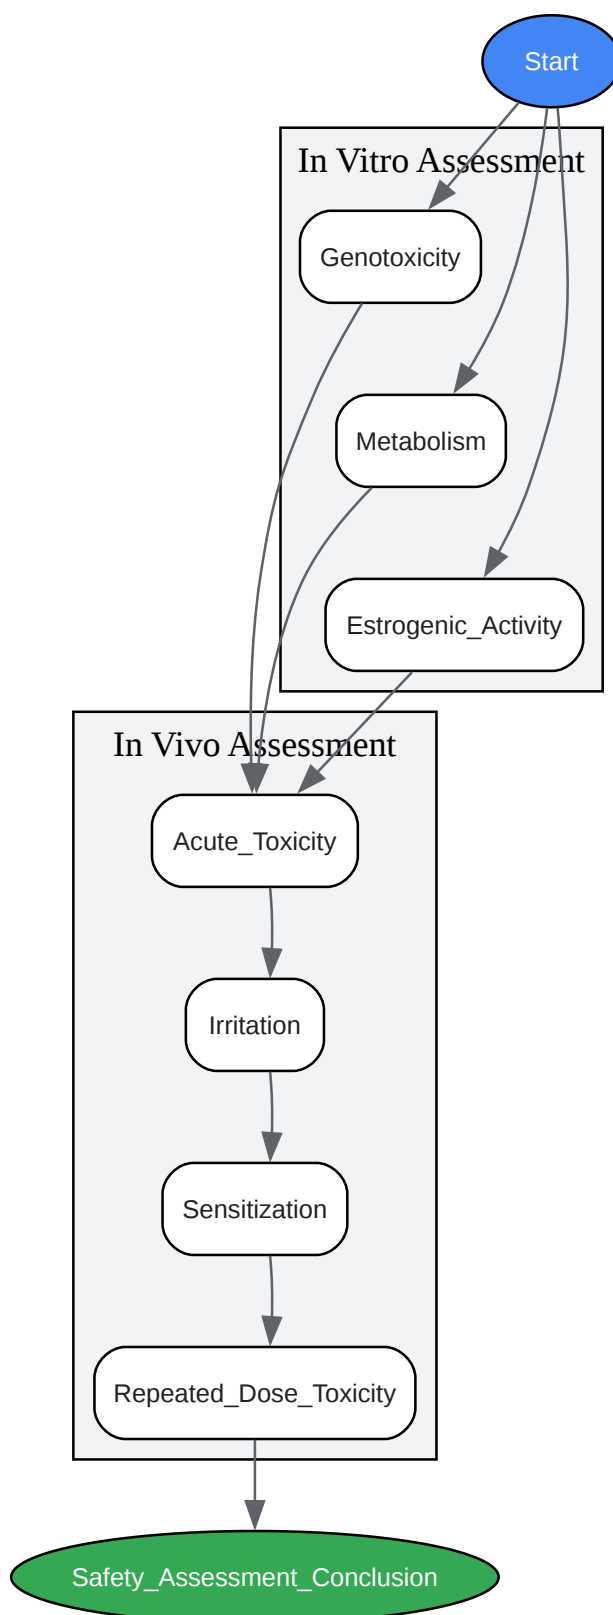 Start
In Vitro Assessment
Genotoxicity
Metabolism
Estrogenic_Activity
In Vivo Assessment
Acute_Toxicity
Irritation
Sensitization
Repeated_Dose_Toxicity
Safety_Assessment_Conclusion